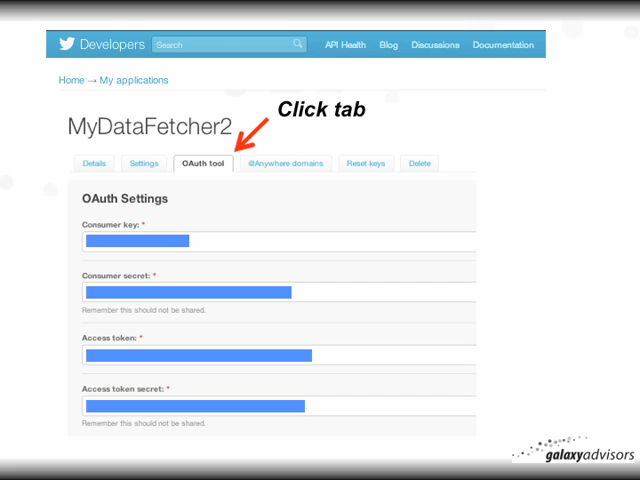 Developers
Search
API Health Blog Discussions Documentation
Home → My applications
Click tab
MyDataFetcher2
Details Settings OAuth tool @Anywhere domains Reset keys Delete
OAuth Settings
Consumer key: *
Consumer secret: *
Remember this should not be shared.
Access token: *
Access token secret: *
Remember this should not be shared.
galaxyadvisors